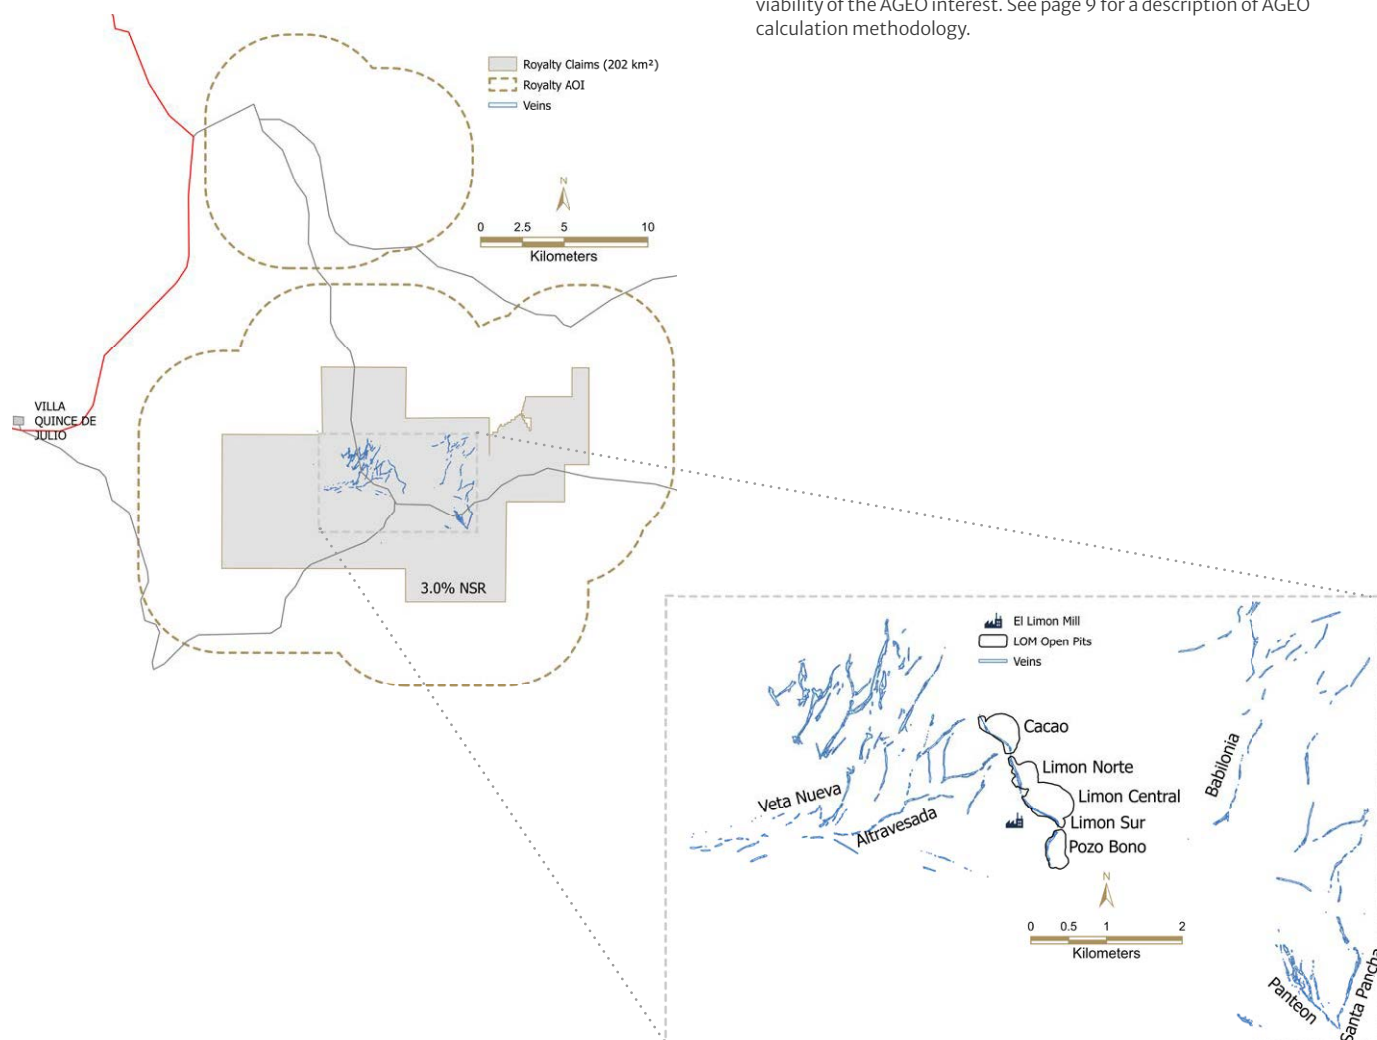 viability of the AGEO interest. See page 9 for a description of AGEO
calculation methodology.
Royalty Claims (202 km²)
Royalty AOI
Veins
N
0 2.5 5 10
Kilometers
VILLA
QUINCE DE
JULIO
3.0% NSR
El Limon Mill
LOM Open Pits
Veins
Cacao
Limon Norte
Limon Central
Limon Sur
Pozo Bono
Veta Nueva
Altravesada
Babilonia
N
0 0.5 1 2
Kilometers
Panteon
Santa Pancha